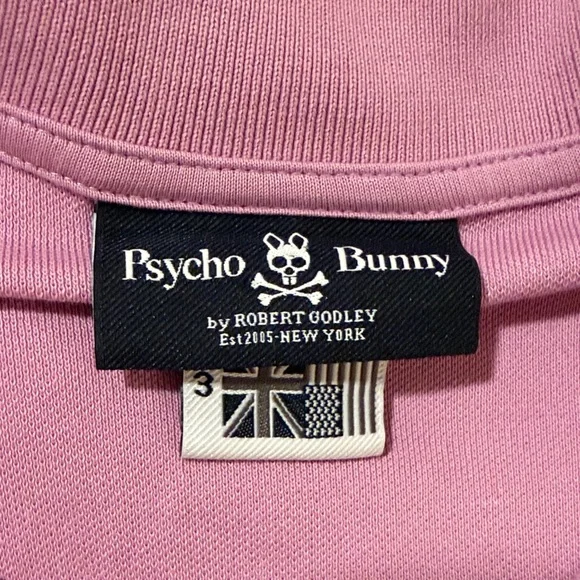 Psycho Bunny
by ROBERT GODLEY
Est2005-NEW YORK
3